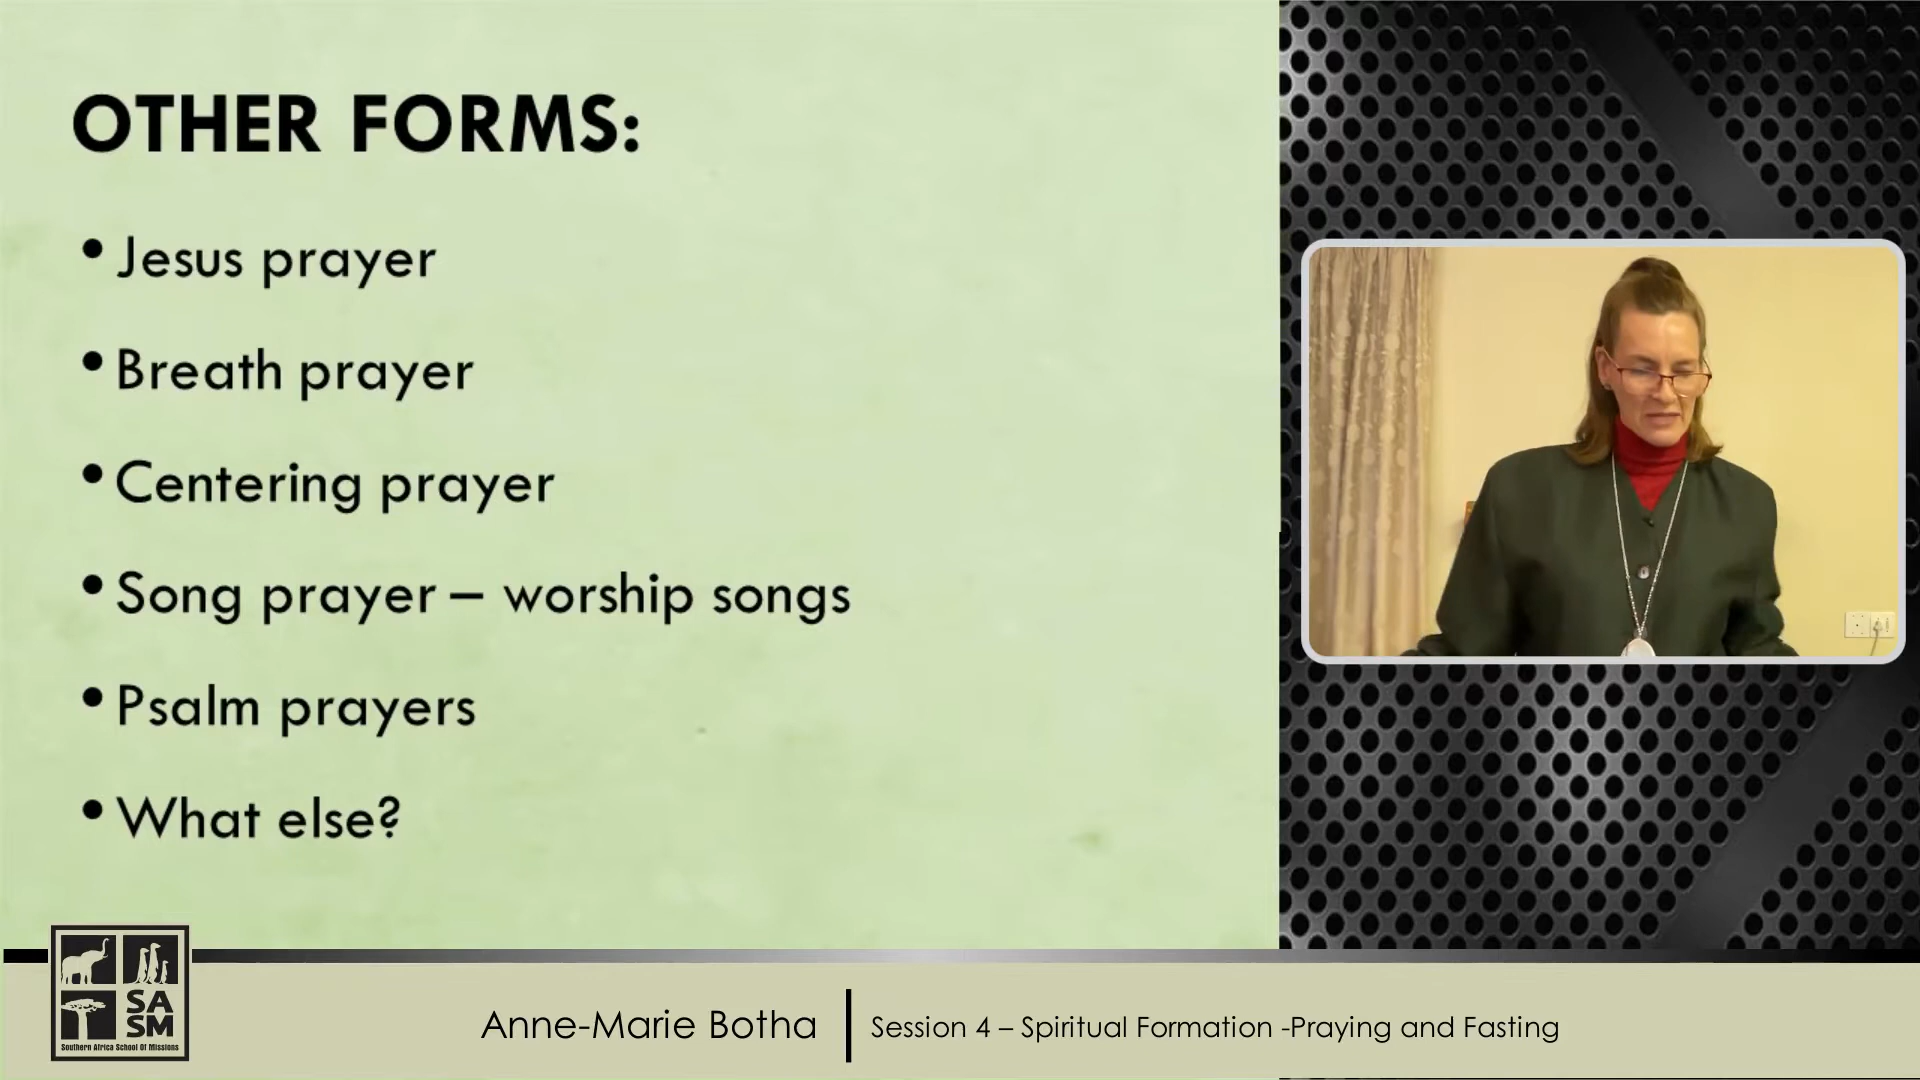 OTHER FORMS:
• Jesus prayer
• Breath prayer
• Centering prayer
• Song prayer – worship songs
• Psalm prayers
• What else?
SA
SM
Southern Africa School Of Missions
Anne-Marie Botha
Session 4 – Spiritual Formation -Praying and Fasting